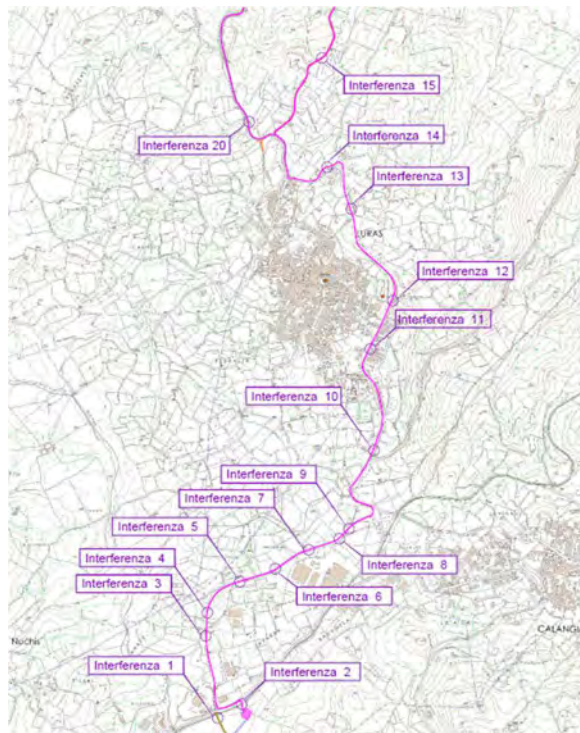 Interferenza 15
Interferenza 14
Interferenza 20
Interferenza 13
LURAS
Interferenza 12
Interferenza 11
Interferenza 10
Interferenza 9
Interferenza 7
Interferenza 5
Interferenza 8
Interferenza 4
Interferenza 6
Interferenza 3
Nuchis
CALANGI
Interferenza 1
Interferenza 2